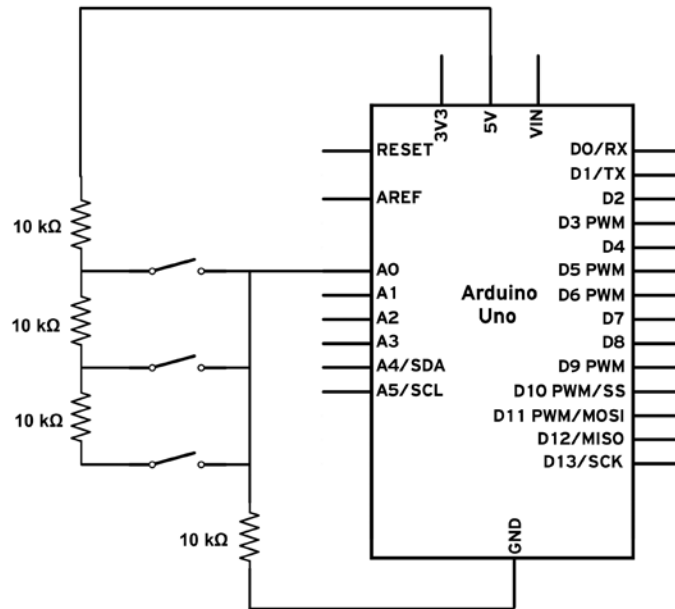 3V3
5V
VIN
RESET
AREF
A0
A1
A2
A3
A4/SDA
A5/SCL
Arduino
Uno
D0/RX
D1/TX
D2
D3 PWM
D4
D5 PWM
D6 PWM
D7
D8
D9 PWM
D10 PWM/SS
D11 PWM/MOSI
D12/MISO
D13/SCK
GND
10 kΩ
10 kΩ
10 kΩ
10 kΩ